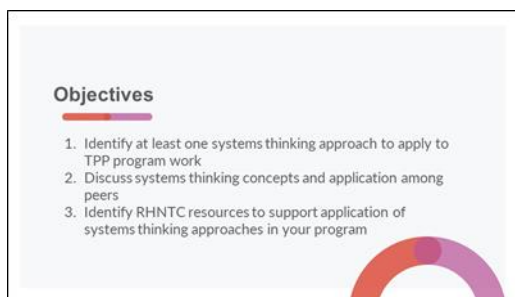 Objectives
1. Identify at least one systems thinking approach to apply to
TPP program work
2. Discuss systems thinking concepts and application among
peers
3. Identify RHNTC resources to support application of
systems thinking approaches in your program